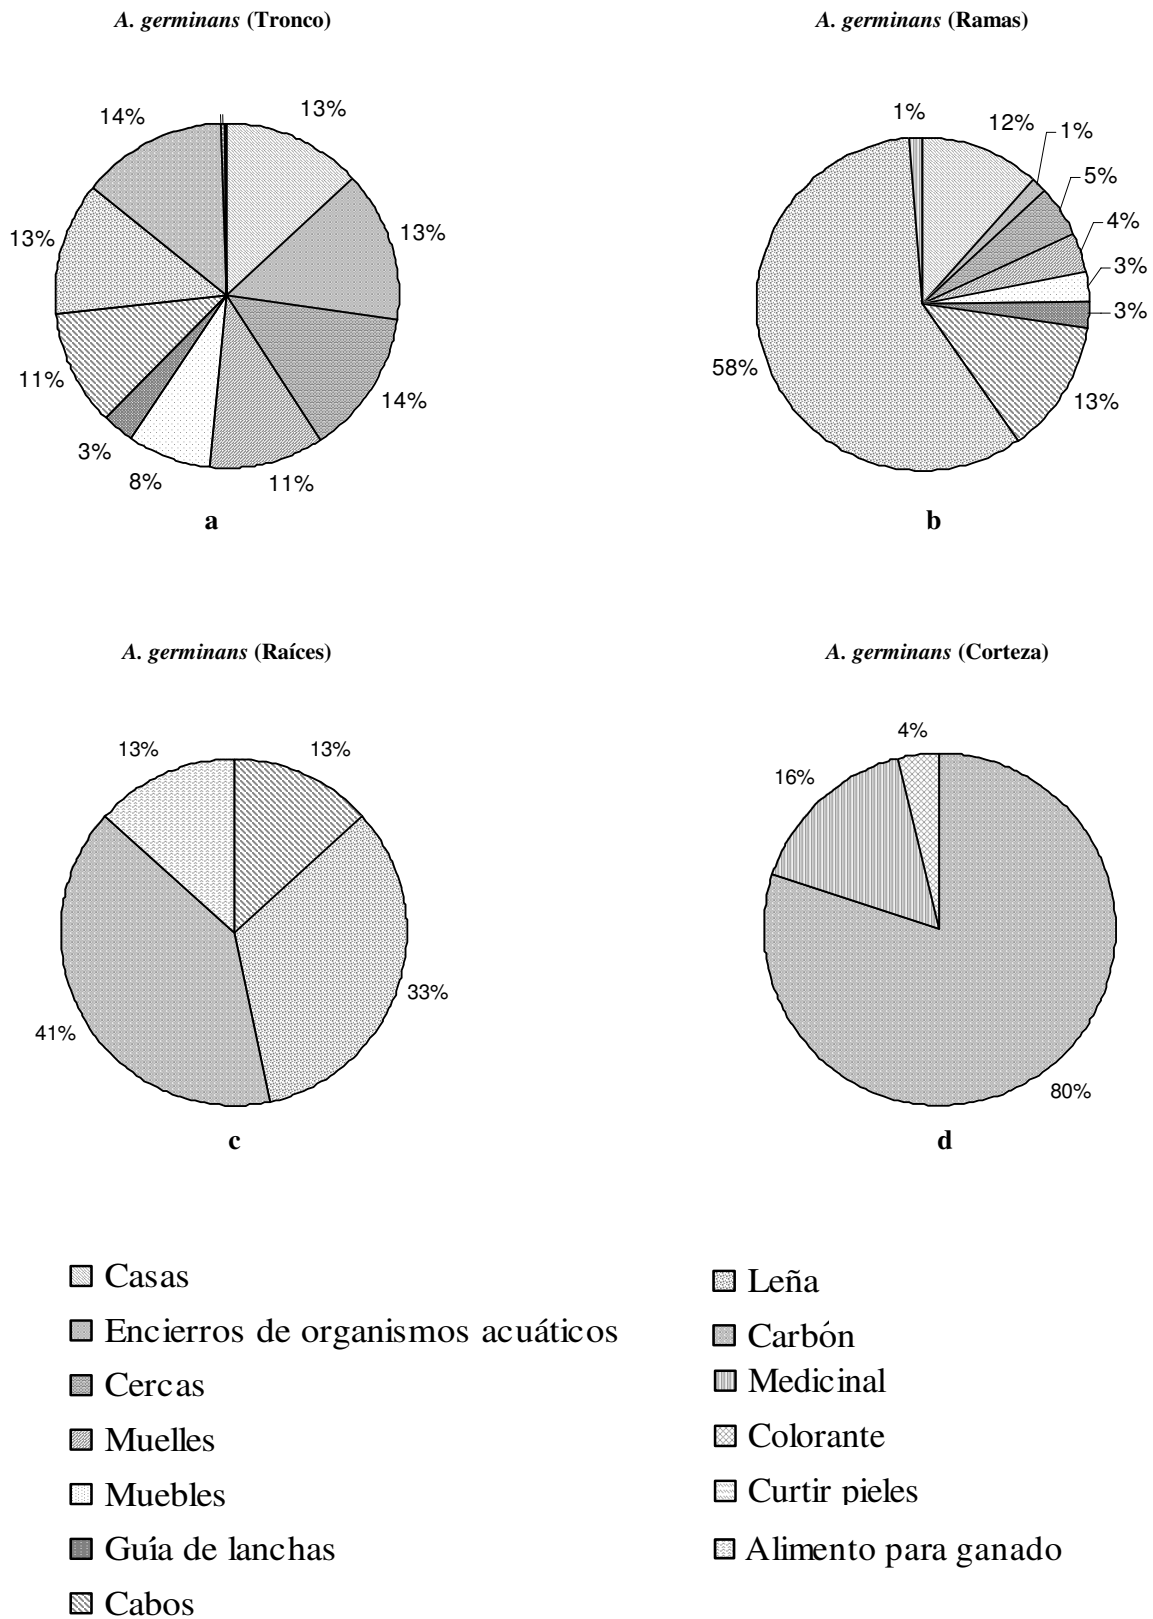 A. germinans (Tronco)
A. germinans (Ramas)
14%
13%
13%
14%
11%
8%
3%
11%
13%
a
1%
12%
1%
5%
4%
3%
3%
13%
58%
b
A. germinans (Raíces)
A. germinans (Corteza)
13%
13%
33%
41%
c
4%
16%
80%
d
Casas
Encierros de organismos acuáticos
Cercas
Muelles
Muebles
Guía de lanchas
Cabos
Leña
Carbón
Medicinal
Colorante
Curtir pieles
Alimento para ganado